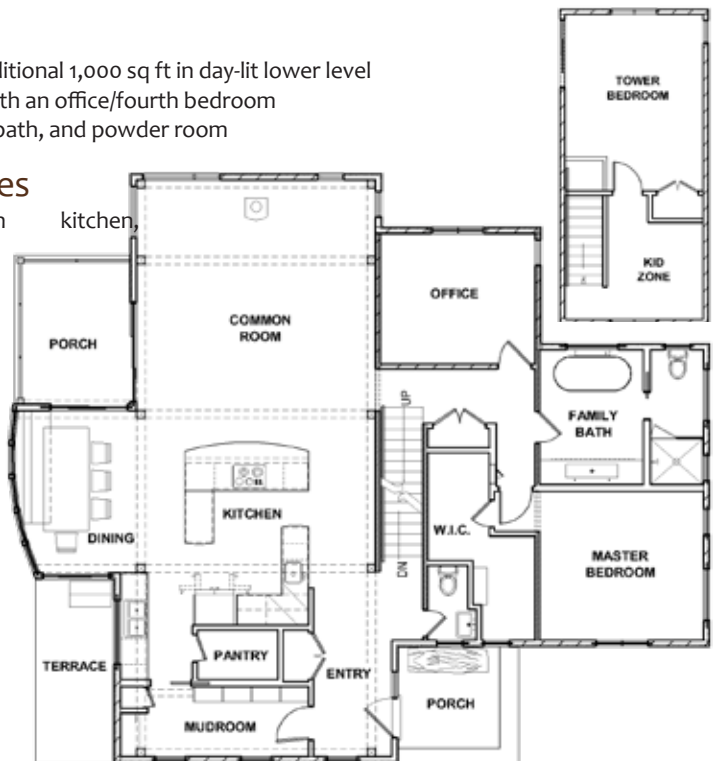 ditional 1,000 sq ft in day-lit lower level
th an office/fourth bedroom
path, and powder room
es
n kitchen,
TOWER
BEDROOM
KID
ZONE
OFFICE
COMMON
ROOM
PORCH
UP
FAMILY
BATH
KITCHEN
DINING
W.I.C.
MASTER
BEDROOM
DN
PANTRY
TERRACE
ENTRY
PORCH
MUDROOM